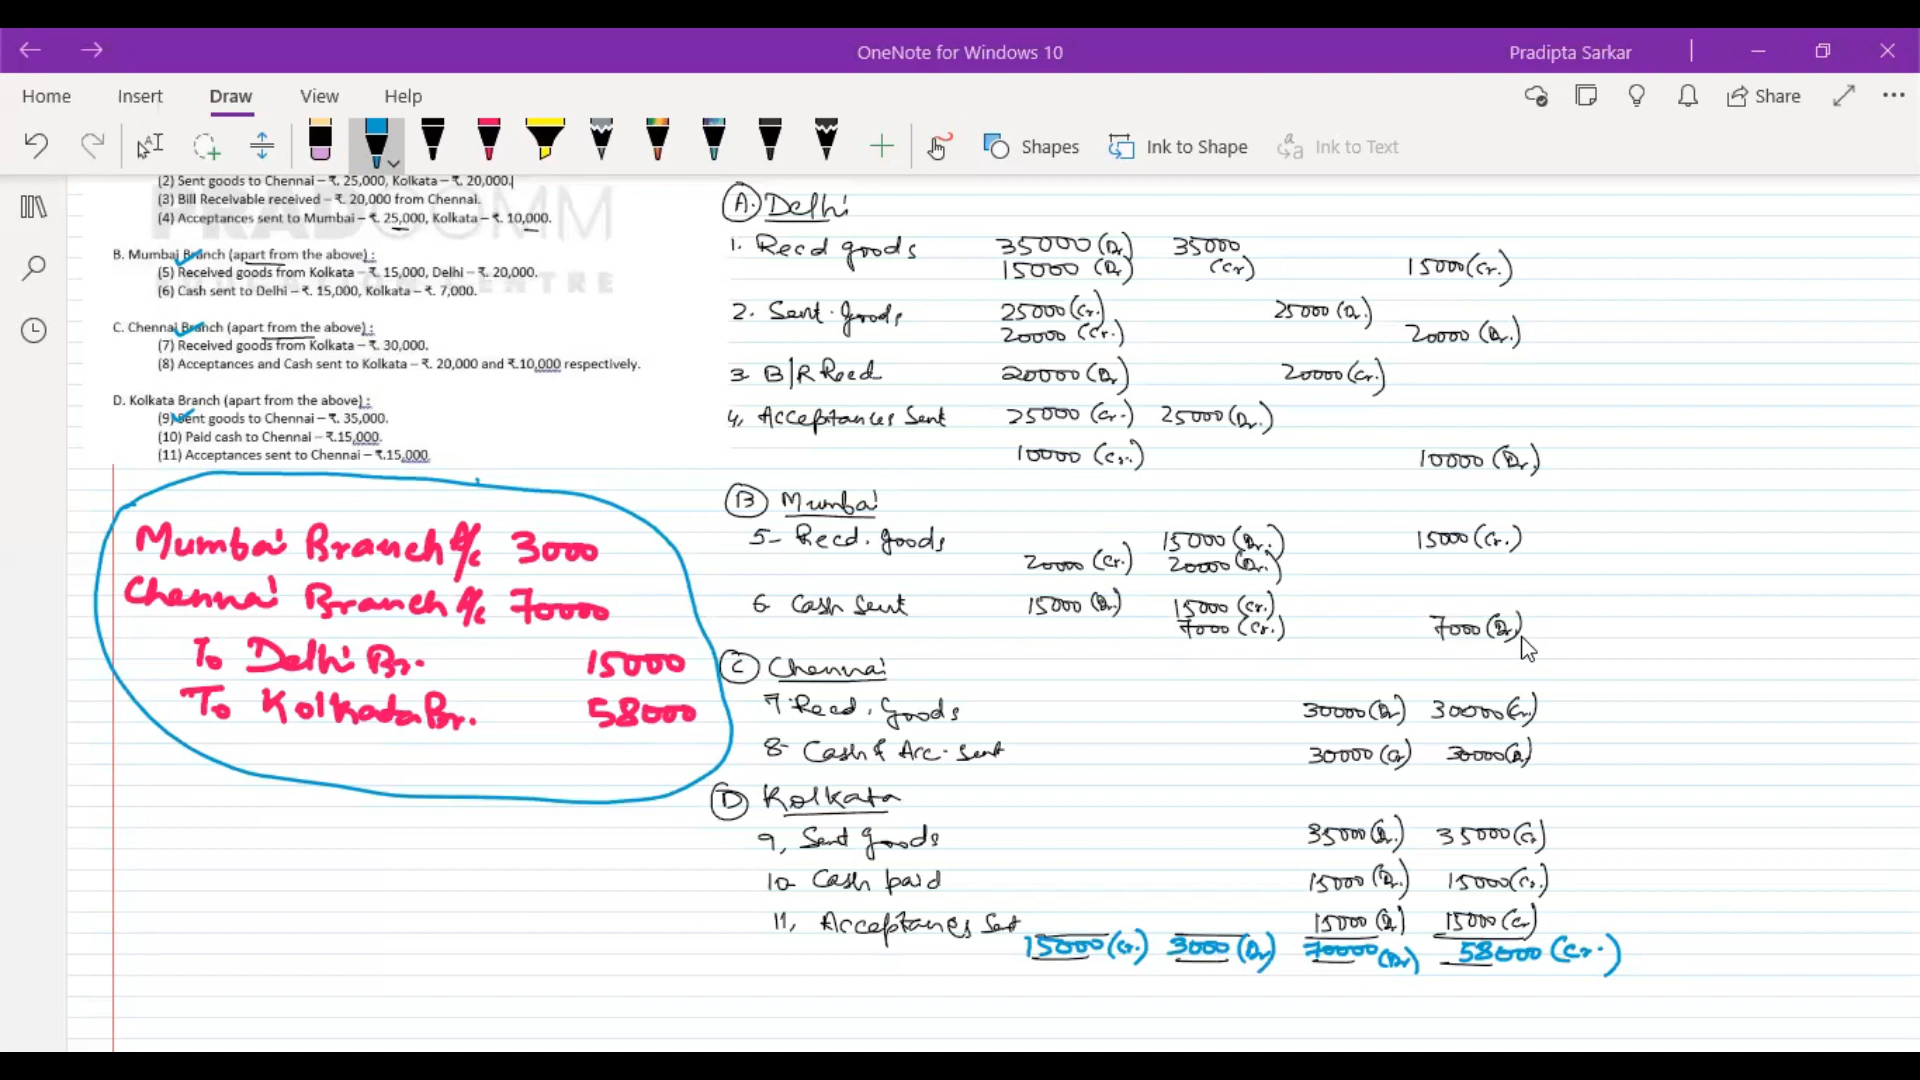 OneNote for Windows 10
Pradipta Sarkar
Home Insert Draw View Help
Share
Shapes Ink to Shape Ink to Text
(2) Sent goods to Chennai – ₹. 25,000, Kolkata – ₹. 20,000.
(3) Bill Receivable received – ₹. 20,000 from Chennai.
(4) Acceptances sent to Mumbai – ₹. 25,000, Kolkata – ₹. 10,000.
B. Mumbai Branch (apart from the above) :
(5) Received goods from Kolkata – ₹. 15,000, Delhi – ₹. 20,000.
(6) Cash sent to Delhi – ₹. 15,000, Kolkata – ₹. 7,000.
C. Chennai Branch (apart from the above) :
(7) Received goods from Kolkata – ₹. 30,000.
(8) Acceptances and Cash sent to Kolkata – ₹. 20,000 and ₹.10,000 respectively.
D. Kolkata Branch (apart from the above) :
(9) Sent goods to Chennai – ₹. 35,000.
(10) Paid cash to Chennai – ₹.15,000.
(11) Acceptances sent to Chennai – ₹.15,000.
Mumbai Branch A/c 3000
Chennai Branch A/c 70000
To Delhi Br. 15000
To Kolkata Br. 58000
A. Delhi
1. Recd goods 35000 (Dr) 35000
15000 (Dr) (Cr) 15000 (Cr.)
2. Sent goods 25000 (Cr.) 25000 (Dr.)
20000 (Cr.) 20000 (Dr.)
3. B/R Recd 20000 (Dr) 20000 (Cr.)
4, Acceptances Sent 25000 (Cr.) 25000 (Dr.)
10000 (Cr.) 10000 (Dr.)
B Mumbai
5- Recd. goods 15000 (Dr.) 15000 (Cr.)
20000 (Cr.) 20000 (Dr.)
6- Cash Sent 15000 (Dr.) 15000 (Cr.)
7000 (Cr.) 7000 (Dr.)
C Chennai
7. Recd. Goods 30000 (Dr) 30000 (Cr.)
8- Cash & Acc. Sent 30000 (Cr) 30000 (Dr)
D Kolkata
9, Sent goods 35000 (Dr.) 35000 (Cr)
10- Cash paid 15000 (Dr.) 15000 (Cr.)
11, Acceptances Sent 15000 (Dr) 15000 (Cr)
15000 (Cr.) 3000 (Dr) 70000 (Dr) 58000 (Cr.)